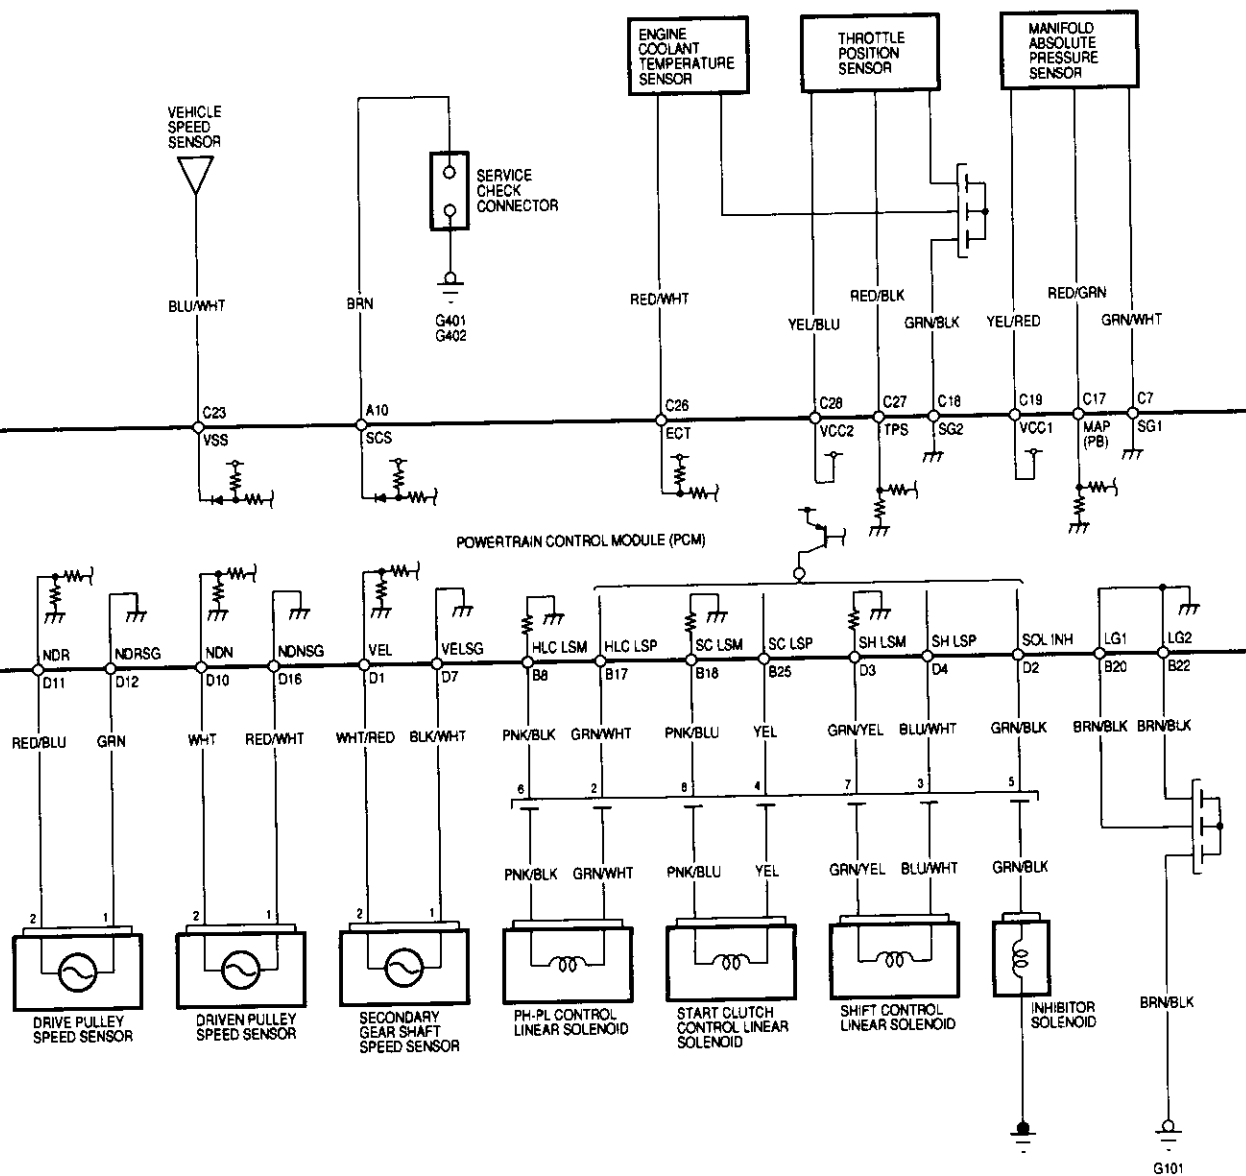 ENGINE
COOLANT
TEMPERATURE
SENSOR
THROTTLE
POSITION
SENSOR
MANIFOLD
ABSOLUTE
PRESSURE
SENSOR
VEHICLE
SPEED
SENSOR
SERVICE
CHECK
CONNECTOR
BLU/WHT
BRN
G401
G402
RED/WHT
YEL/BLU
RED/BLK
GRN/BLK
YEL/RED
RED/GRN
GRN/WHT
C23
A10
C26
C28
C27
C18
C19
C17
C7
VSS
SCS
ECT
VCC2
TPS
SG2
VCC1
MAP
(PB)
SG1
POWERTRAIN CONTROL MODULE (PCM)
NDR
NDRSG
NDN
NDNSG
VEL
VELSG
HLC LSM
HLC LSP
SC LSM
SC LSP
SH LSM
SH LSP
SOL INH
LG1
LG2
D11
D12
D10
D16
D1
D7
B8
B17
B18
B25
D3
D4
D2
B20
B22
RED/BLU
GRN
WHT
RED/WHT
WHT/RED
BLK/WHT
PNK/BLK
GRN/WHT
PNK/BLU
YEL
GRN/YEL
BLU/WHT
GRN/BLK
BRN/BLK
BRN/BLK
6
2
8
4
7
3
5
PNK/BLK
GRN/WHT
PNK/BLU
YEL
GRN/YEL
BLU/WHT
GRN/BLK
2
1
2
1
2
1
DRIVE PULLEY
SPEED SENSOR
DRIVEN PULLEY
SPEED SENSOR
SECONDARY
GEAR SHAFT
SPEED SENSOR
PH-PL CONTROL
LINEAR SOLENOID
START CLUTCH
CONTROL LINEAR
SOLENOID
SHIFT CONTROL
LINEAR SOLENOID
INHIBITOR
SOLENOID
BRN/BLK
G101